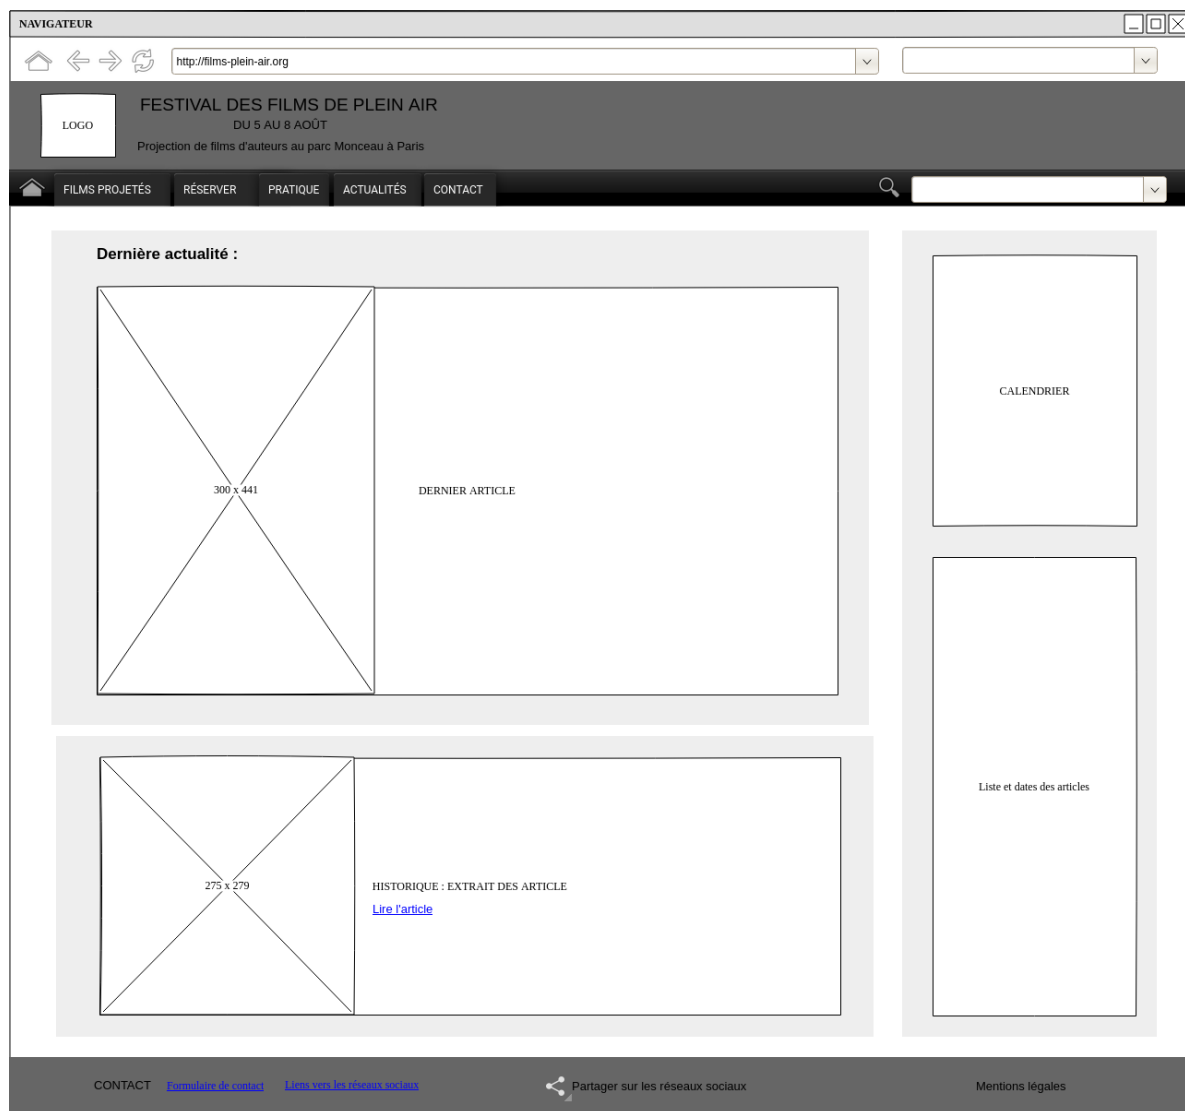 NAVIGATEUR
http://films-plein-air.org
LOGO
FESTIVAL DES FILMS DE PLEIN AIR
DU 5 AU 8 AOÛT
Projection de films d'auteurs au parc Monceau à Paris
FILMS PROJETÉS RÉSERVER PRATIQUE ACTUALITÉS CONTACT
Dernière actualité :
300 x 441
DERNIER ARTICLE
CALENDRIER
275 x 279
HISTORIQUE : EXTRAIT DES ARTICLE
Lire l'article
Liste et dates des articles
CONTACT Formulaire de contact Liens vers les réseaux sociaux Partager sur les réseaux sociaux Mentions légales